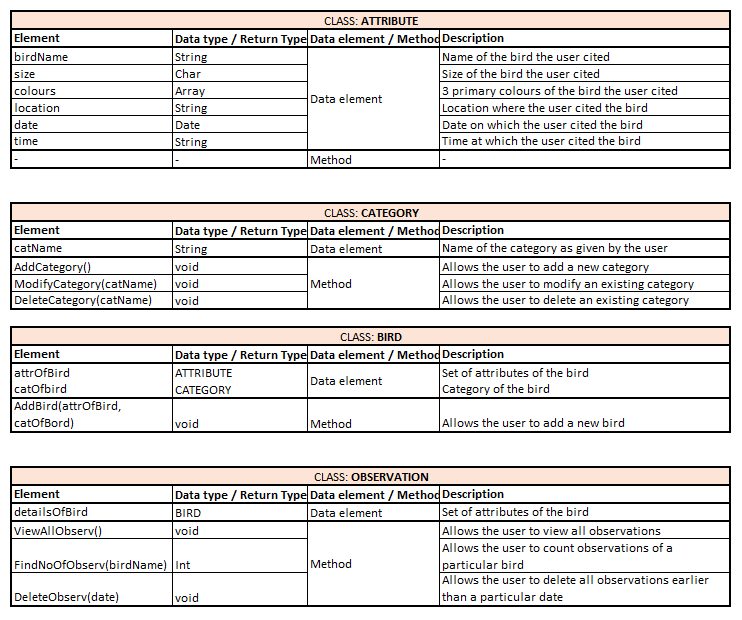 CLASS: ATTRIBUTE
Element Data type / Return Type Data element / Method Description
birdName String Name of the bird the user cited
size Char Size of the bird the user cited
colours Array 3 primary colours of the bird the user cited
Data element
location String Location where the user cited the bird
date Date Date on which the user cited the bird
time String Time at which the user cited the bird
- - Method -
CLASS: CATEGORY
Element Data type / Return Type Data element / Method Description
catName String Data element Name of the category as given by the user
AddCategory() void Allows the user to add a new category
ModifyCategory(catName) void Method Allows the user to modify an existing category
DeleteCategory(catName) void Allows the user to delete an existing category
CLASS: BIRD
Element Data type / Return Type Data element / Method Description
attrOfBird ATTRIBUTE Set of attributes of the bird
Data element
catOfbird CATEGORY Category of the bird
AddBird(attrOfBird,
catOfBord) void Method Allows the user to add a new bird
CLASS: OBSERVATION
Element Data type / Return Type Data element / Method Description
detailsOfBird BIRD Data element Set of attributes of the bird
ViewAllObserv() void Allows the user to view all observations
Allows the user to count observations of a
FindNoOfObserv(birdName) Int Method particular bird
Allows the user to delete all observations earlier
DeleteObserv(date) void than a particular date